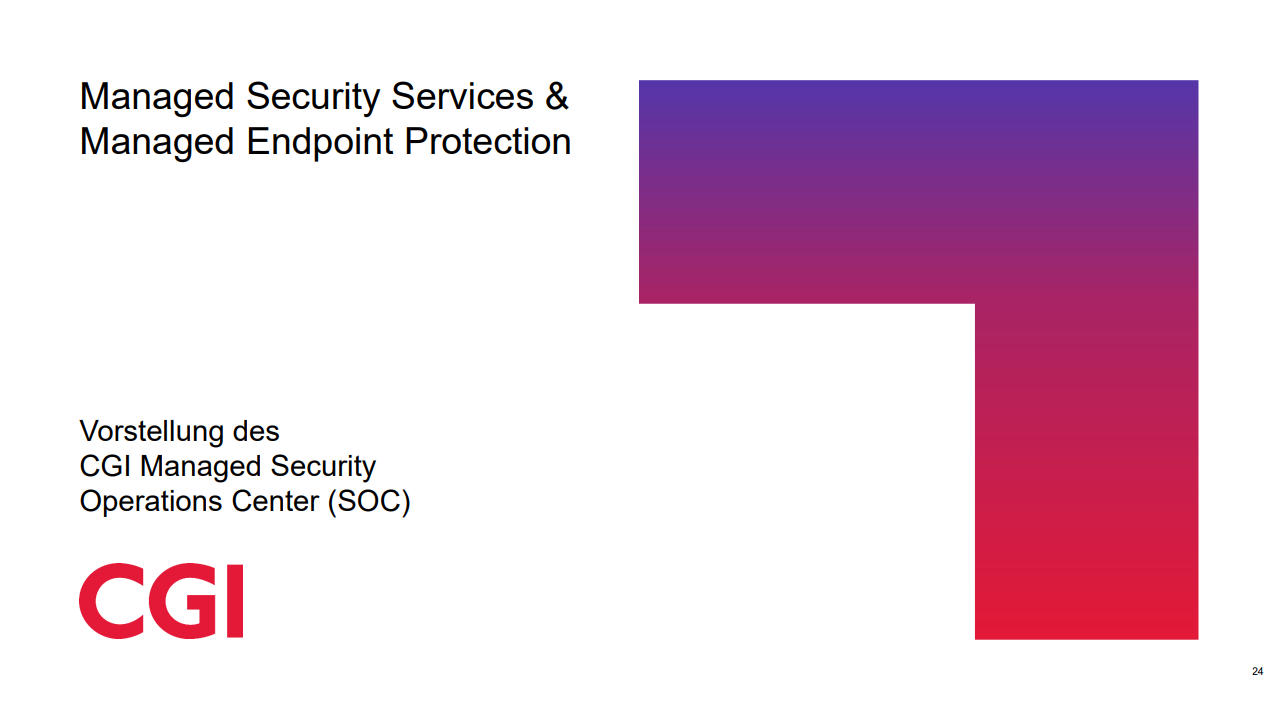 Managed Security Services &
Managed Endpoint Protection
Vorstellung des
CGI Managed Security
Operations Center (SOC)
CGI
24